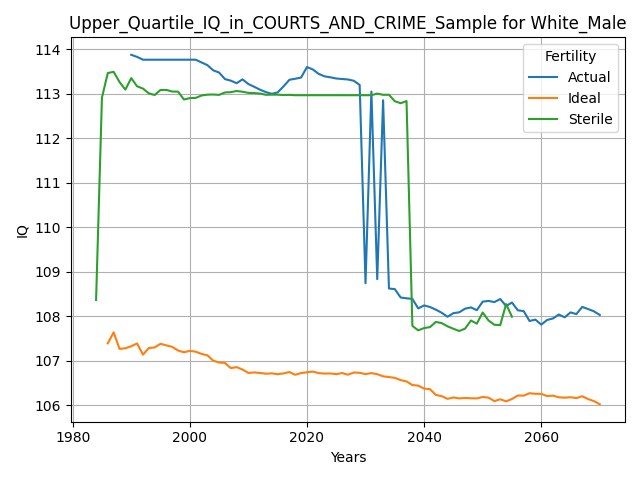 Upper_Quartile_IQ_in_COURTS_AND_CRIME_Sample for White_Male
Fertility
Actual
Ideal
Sterile
IQ
114
113
112
111
110
109
108
107
106
1980 2000 2020 2040 2060
Years